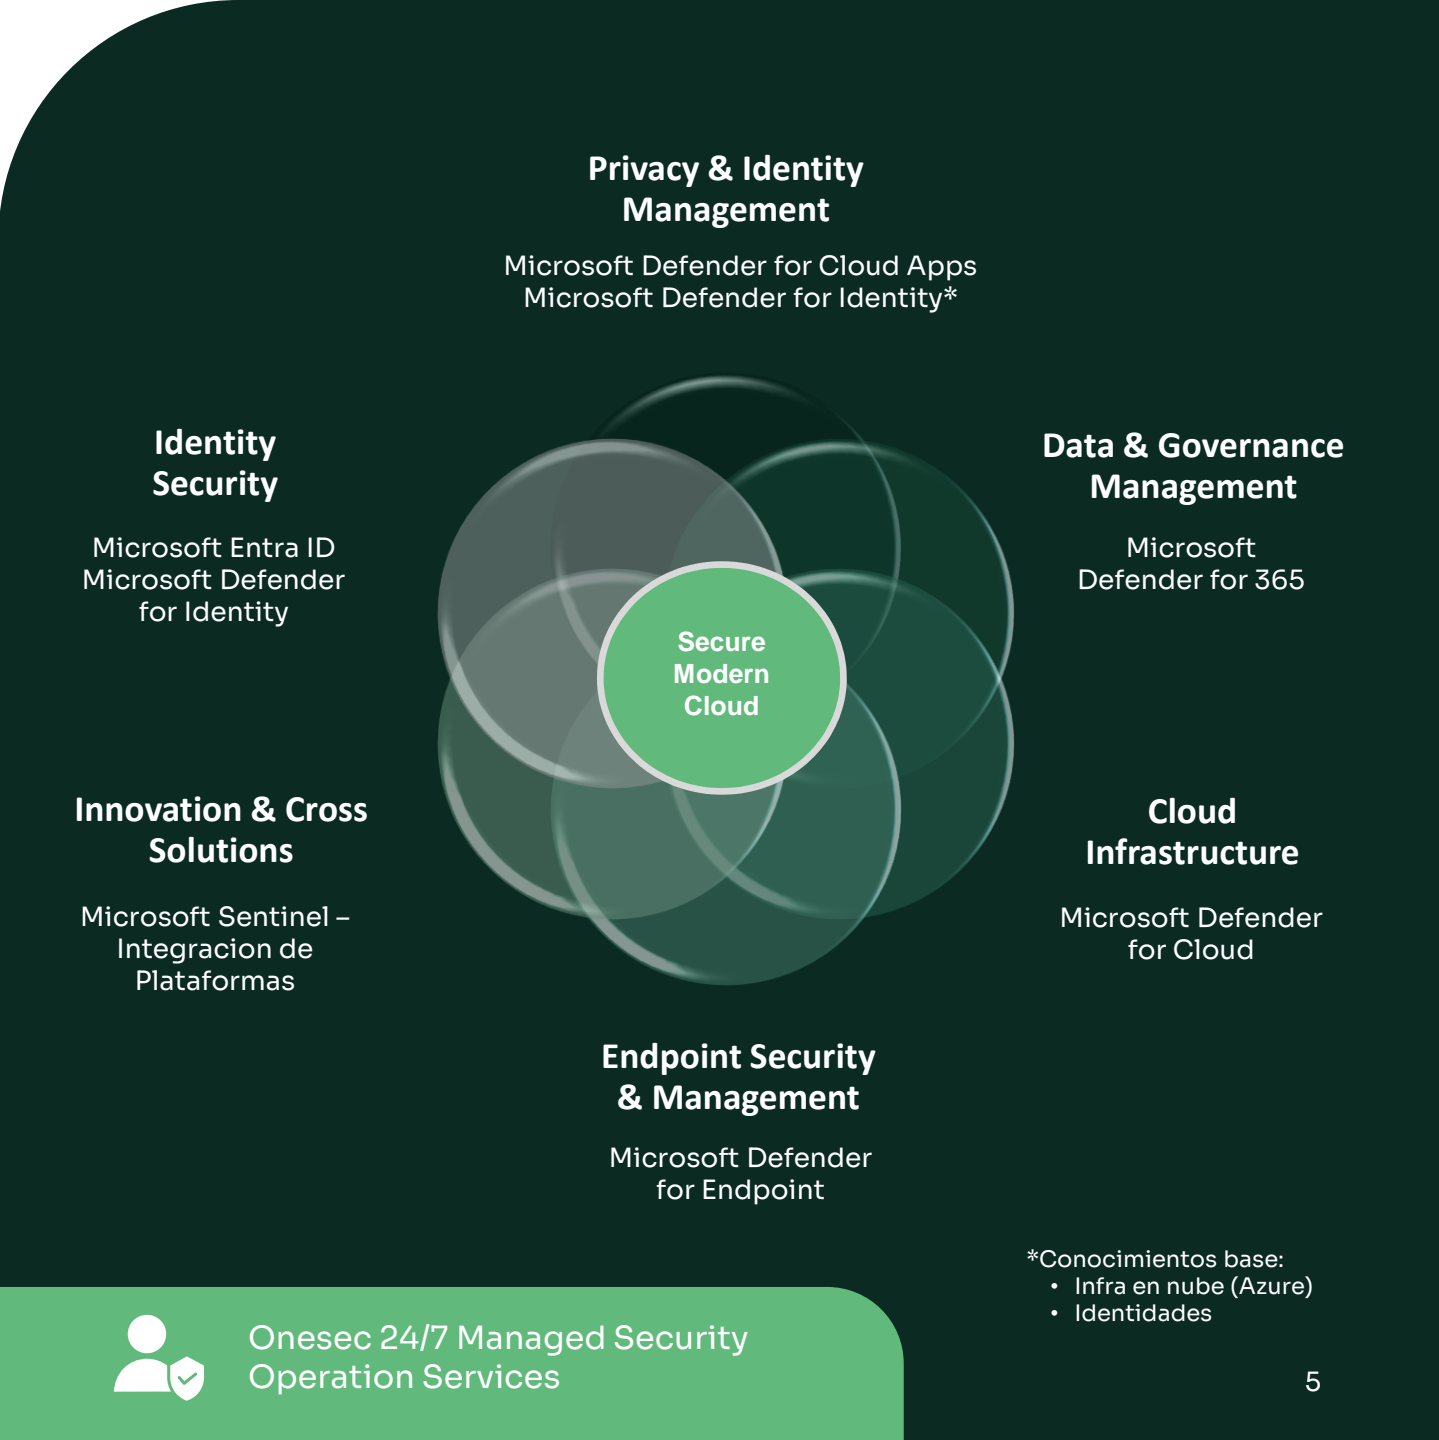 Privacy & Identity
Management
Microsoft Defender for Cloud Apps
Microsoft Defender for Identity*
Identity
Security
Microsoft Entra ID
Microsoft Defender
for Identity
Data & Governance
Management
Microsoft
Defender for 365
Secure
Modern
Cloud
Innovation & Cross
Solutions
Microsoft Sentinel –
Integracion de
Plataformas
Cloud
Infrastructure
Microsoft Defender
for Cloud
Endpoint Security
& Management
Microsoft Defender
for Endpoint
*Conocimientos base:
• Infra en nube (Azure)
• Identidades
Onesec 24/7 Managed Security
Operation Services
5